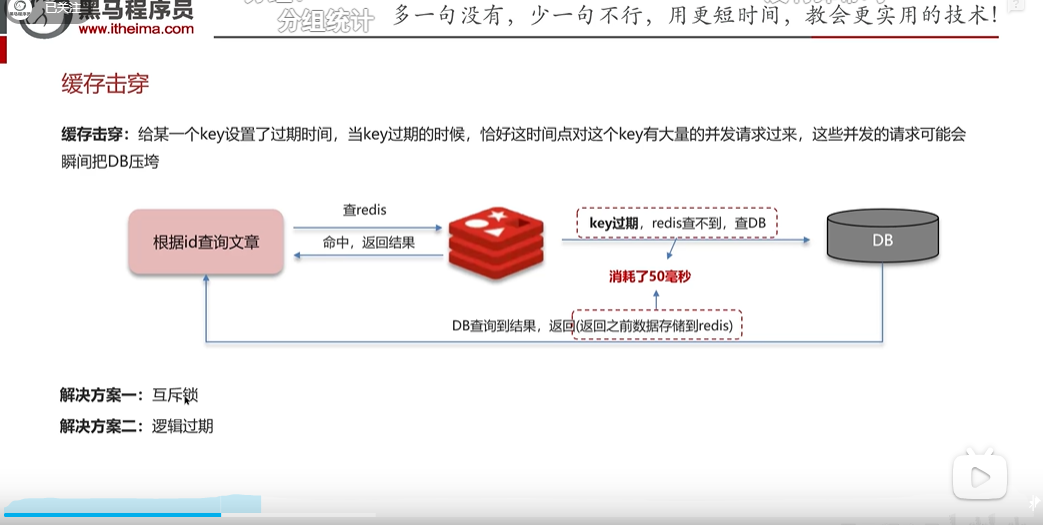 已关注
黑马程序员
www.itheima.com
分组统计
多一句没有，少一句不行，用更短时间，教会更实用的技术！
缓存击穿
缓存击穿：给某一个key设置了过期时间，当key过期的时候，恰好这时间点对这个key有大量的并发请求过来，这些并发的请求可能会
瞬间把DB压垮
查redis
key过期，redis查不到，查DB
根据id查询文章
命中，返回结果
DB
消耗了50毫秒
DB查询到结果，返回(返回之前数据存储到redis)
解决方案一：互斥锁
解决方案二：逻辑过期